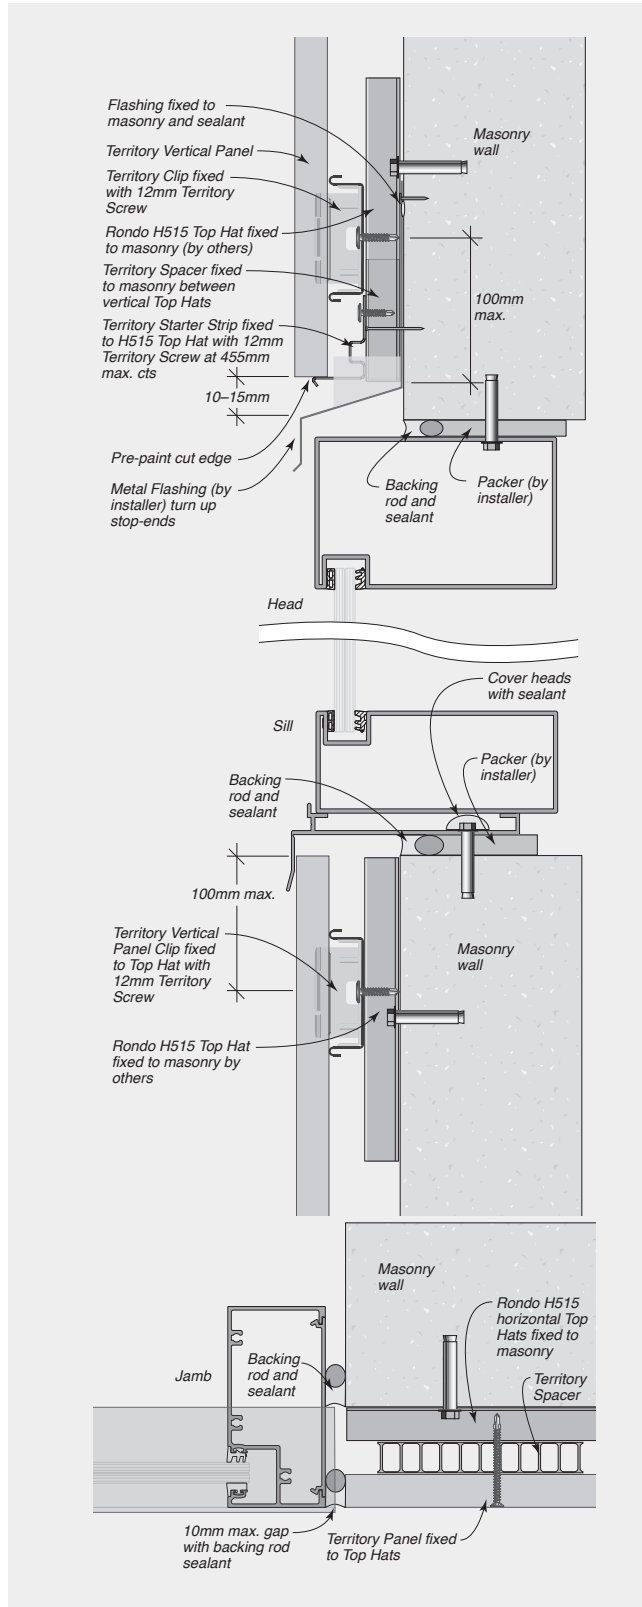 Flashing fixed to
masonry and sealant
Masonry
wall
Territory Vertical Panel
Territory Clip fixed
with 12mm Territory
Screw
Rondo H515 Top Hat fixed
to masonry (by others)
Territory Spacer fixed
to masonry between
vertical Top Hats
100mm
max.
Territory Starter Strip fixed
to H515 Top Hat with 12mm
Territory Screw at 455mm
max. cts
10–15mm
Pre-paint cut edge
Metal Flashing (by
installer) turn up
stop-ends
Backing
rod and
sealant
Packer (by
installer)
Head
Cover heads
with sealant
Sill
Packer (by
installer)
Backing
rod and
sealant
100mm max.
Territory Vertical
Panel Clip fixed
to Top Hat with
12mm Territory
Screw
Masonry
wall
Rondo H515 Top Hat
fixed to masonry by
others
Masonry
wall
Rondo H515
horizontal Top
Hats fixed to
masonry
Jamb
Backing
rod and
sealant
Territory
Spacer
10mm max. gap
with backing rod
sealant
Territory Panel fixed
to Top Hats